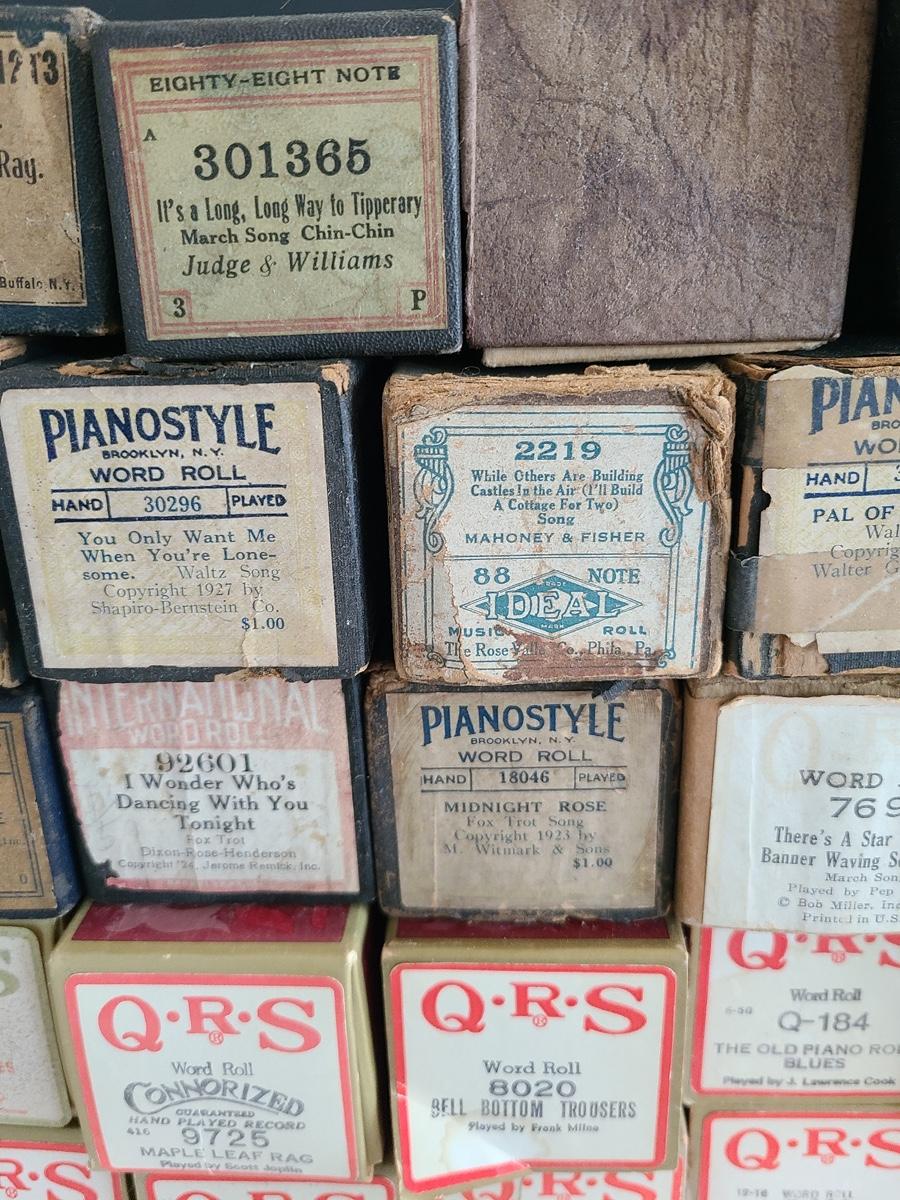 Ray.
Buffalo, N.Y.
EIGHTY-EIGHT NOTE
A
301365
It's a Long, Long Way to Tipperary
March Song Chin-Chin
Judge & Williams
3
P
PIANOSTYLE
BROOKLYN, N. Y.
WORD ROLL
HAND 30296 PLAYED
You Only Want Me
When You're Lone-
some. Waltz Song
Copyright 1927 by
Shapiro-Bernstein Co.
$1.00
2219
While Others Are Building
Castles In the Air (I'll Build
A Cottage For Two)
Song
MAHONEY & FISHER
88 NOTE
TRADE
IDEAL
MARK
MUSIC ROLL
The Rose Valle Co., Phila, Pa.
HAND
PAL OF
INTERNATIONAL
WORD ROLL
92601
I Wonder Who's
Dancing With You
Tonight
Fox Trot
Dixon-Rose-Henderson
Copyright '24, Jerome Remick, Inc.
PIANOSTYLE
BROOKLYN, N. Y.
WORD ROLL
HAND 18046 PLAYED
MIDNIGHT ROSE
Fox Trot Song
Copyright 1923 by
M. Witmark & Sons
$1.00
WORD
769
There's A Star
Banner Waving
March Son
Played by Pep
© Bob Miller, Inc
Printed in U.S.
Q·R·S
®
Word Roll
CONNORIZED
GUARANTEED
HAND PLAYED RECORD
416
9725
MAPLE LEAF RAG
Played by Scott Joplin
Q·R·S
®
Word Roll
8020
BELL BOTTOM TROUSERS
Played by Frank Milne
Q·R·S
®
Word Roll
Q-184
THE OLD PIANO ROLL
BLUES
Played by J. Lawrence Cook
Q·R·S
WORD ROLL